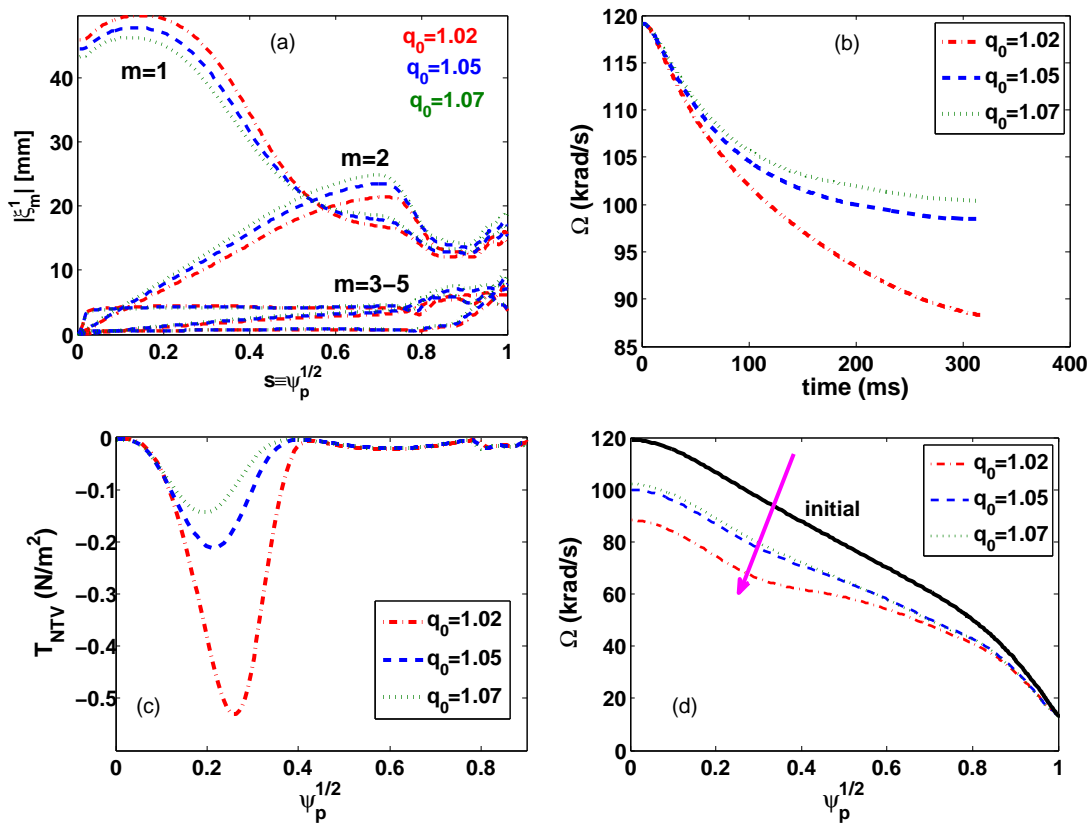 (a)
q0=1.02
q0=1.05
q0=1.07
m=1
m=2
m=3−5
|ξ1m| [mm]
0
10
20
30
40
0 0.2 0.4 0.6 0.8 1
s≡ψp1/2
(b)
q0=1.02
q0=1.05
q0=1.07
Ω (krad/s)
120
115
110
105
100
95
90
85
0 100 200 300 400
time (ms)
(c)
TNTV (N/m2)
0
−0.1
−0.2
−0.3
−0.4
−0.5
q0=1.02
q0=1.05
q0=1.07
0 0.2 0.4 0.6 0.8
ψp1/2
(d)
initial
q0=1.02
q0=1.05
q0=1.07
Ω (krad/s)
120
100
80
60
40
20
0
0 0.2 0.4 0.6 0.8 1
ψp1/2